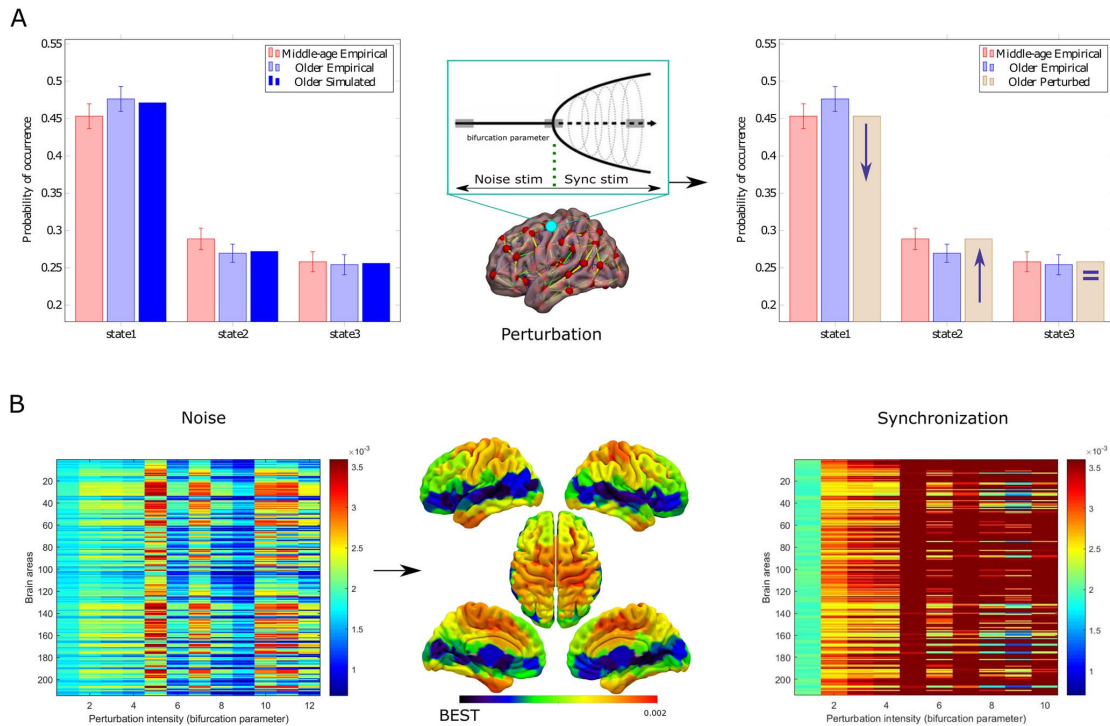 A
Probability of occurrence
0.55
0.5
0.45
0.4
0.35
0.3
0.25
0.2
Middle-age Empirical
Older Empirical
Older Simulated
state1
state2
state3
bifurcation parameter
Noise stim
Sync stim
Perturbation
Probability of occurrence
0.55
0.5
0.45
0.4
0.35
0.3
0.25
0.2
Middle-age Empirical
Older Empirical
Older Perturbed
=
state1
state2
state3
B
Noise
Brain areas
20
40
60
80
100
120
140
160
180
200
2 4 6 8 10 12
Perturbation intensity (bifurcation parameter)
×10⁻³
3.5
3
2.5
2
1.5
1
BEST
0.002
Synchronization
Brain areas
20
40
60
80
100
120
140
160
180
200
2 4 6 8 10
Perturbation intensity (bifurcation parameter)
×10⁻³
3.5
3
2.5
2
1.5
1